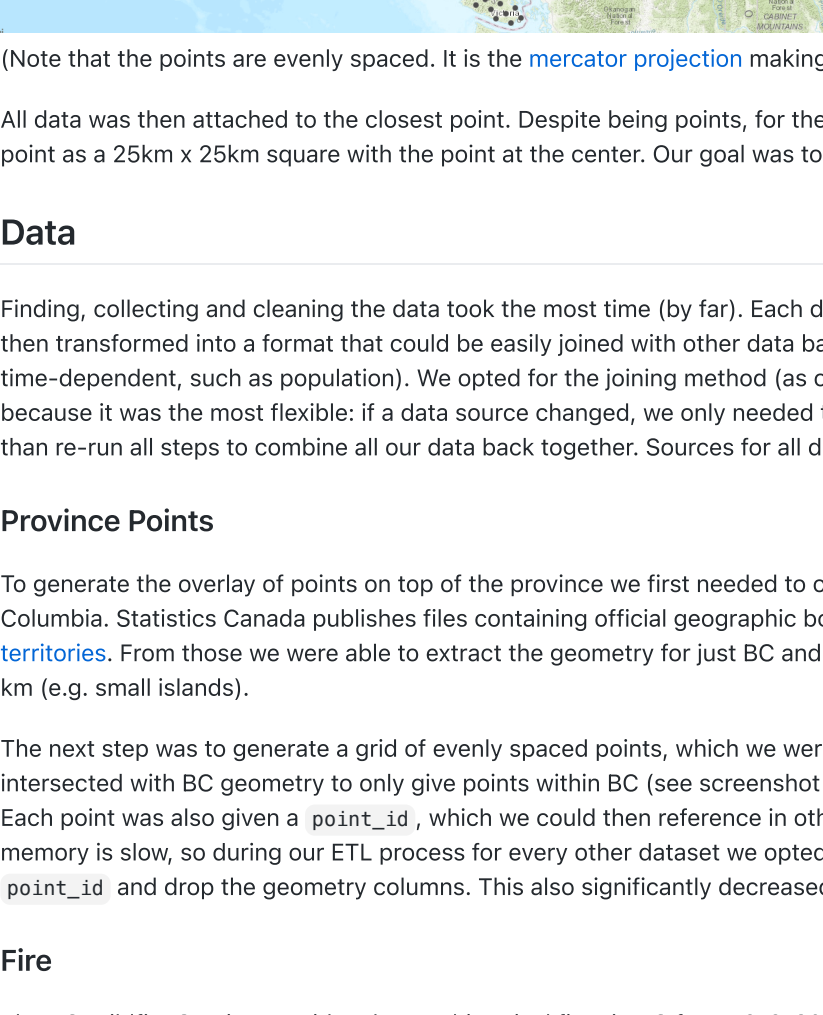 Victoria
Okanogan
National
Forest
National
Forest
CABINET
MOUNTAINS
(Note that the points are evenly spaced. It is the mercator projection making
All data was then attached to the closest point. Despite being points, for the
point as a 25km x 25km square with the point at the center. Our goal was to
Data
Finding, collecting and cleaning the data took the most time (by far). Each d
then transformed into a format that could be easily joined with other data ba
time-dependent, such as population). We opted for the joining method (as o
because it was the most flexible: if a data source changed, we only needed t
than re-run all steps to combine all our data back together. Sources for all d
Province Points
To generate the overlay of points on top of the province we first needed to o
Columbia. Statistics Canada publishes files containing official geographic bo
territories. From those we were able to extract the geometry for just BC and
km (e.g. small islands).
The next step was to generate a grid of evenly spaced points, which we wer
intersected with BC geometry to only give points within BC (see screenshot
Each point was also given a point_id, which we could then reference in oth
memory is slow, so during our ETL process for every other dataset we opted
point_id and drop the geometry columns. This also significantly decreased
Fire